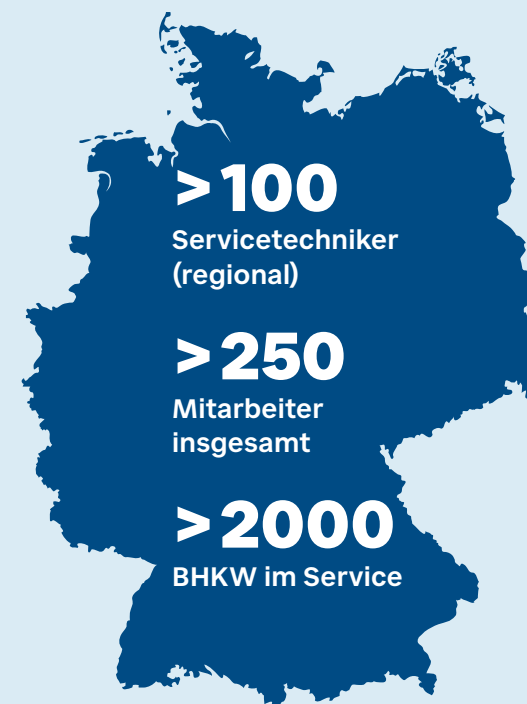 > 100
Servicetechniker
(regional)
> 250
Mitarbeiter
insgesamt
> 2000
BHKW im Service